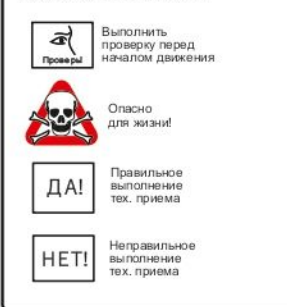 Проверь!
Выполнить
проверку перед
началом движения
Опасно
для жизни!
ДА!
Правильное
выполнение
тех. приема
НЕТ!
Неправильное
выполнение
тех. приема